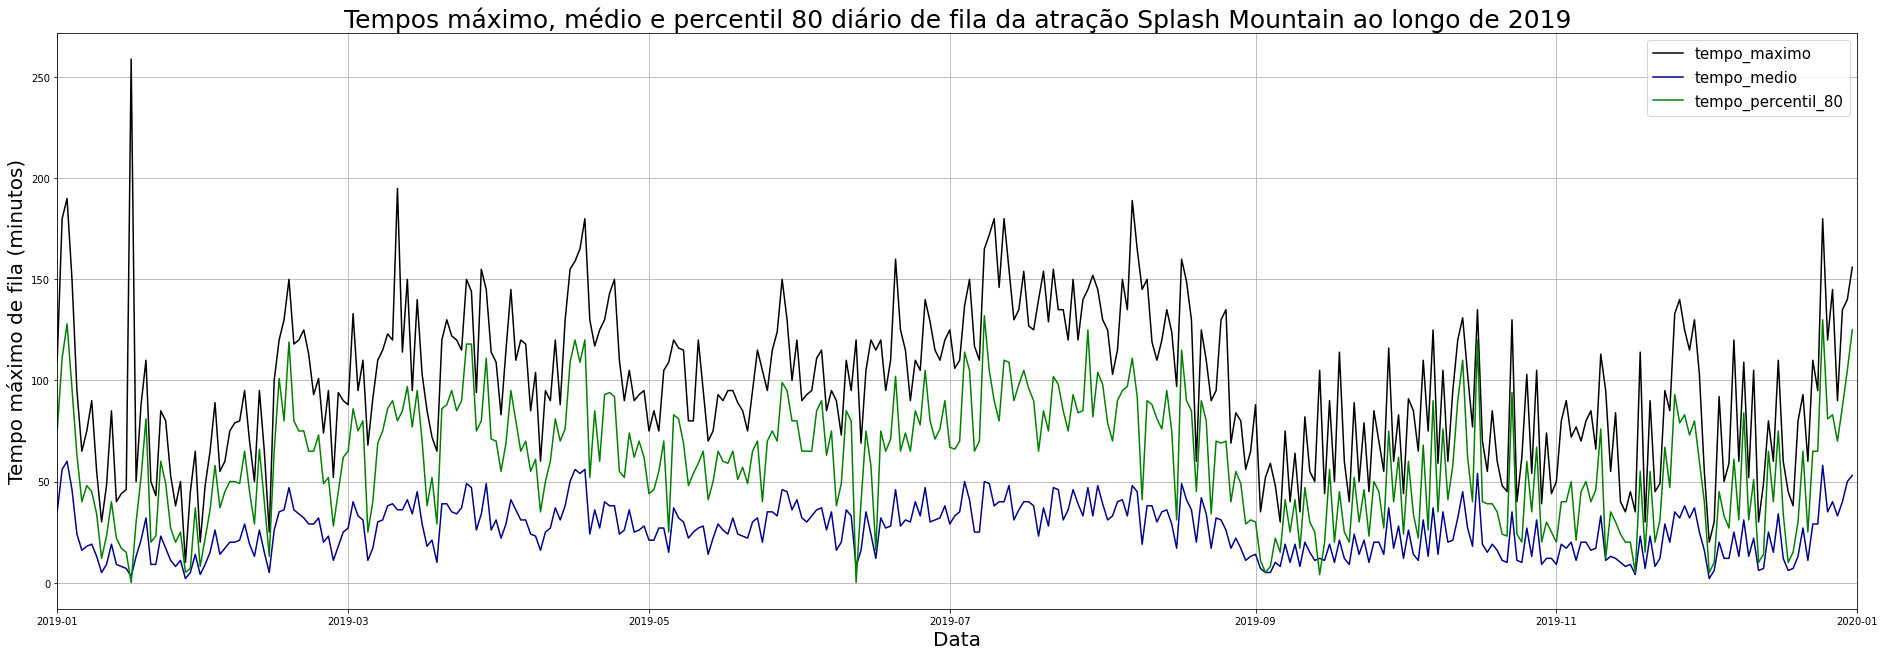 Tempos máximo, médio e percentil 80 diário de fila da atração Splash Mountain ao longo de 2019
tempo_maximo
tempo_medio
tempo_percentil_80
Tempo máximo de fila (minutos)
250
200
150
100
50
0
2019-01
2019-03
2019-05
2019-07
2019-09
2019-11
2020-01
Data